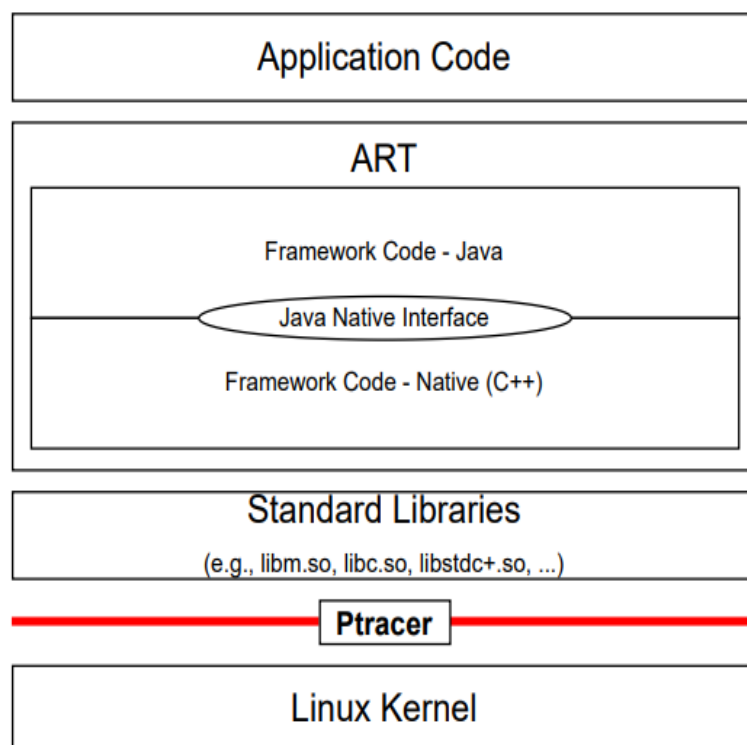 Application Code
ART
Framework Code - Java
Java Native Interface
Framework Code - Native (C++)
Standard Libraries
(e.g., libm.so, libc.so, libstdc+.so, ...)
Ptracer
Linux Kernel